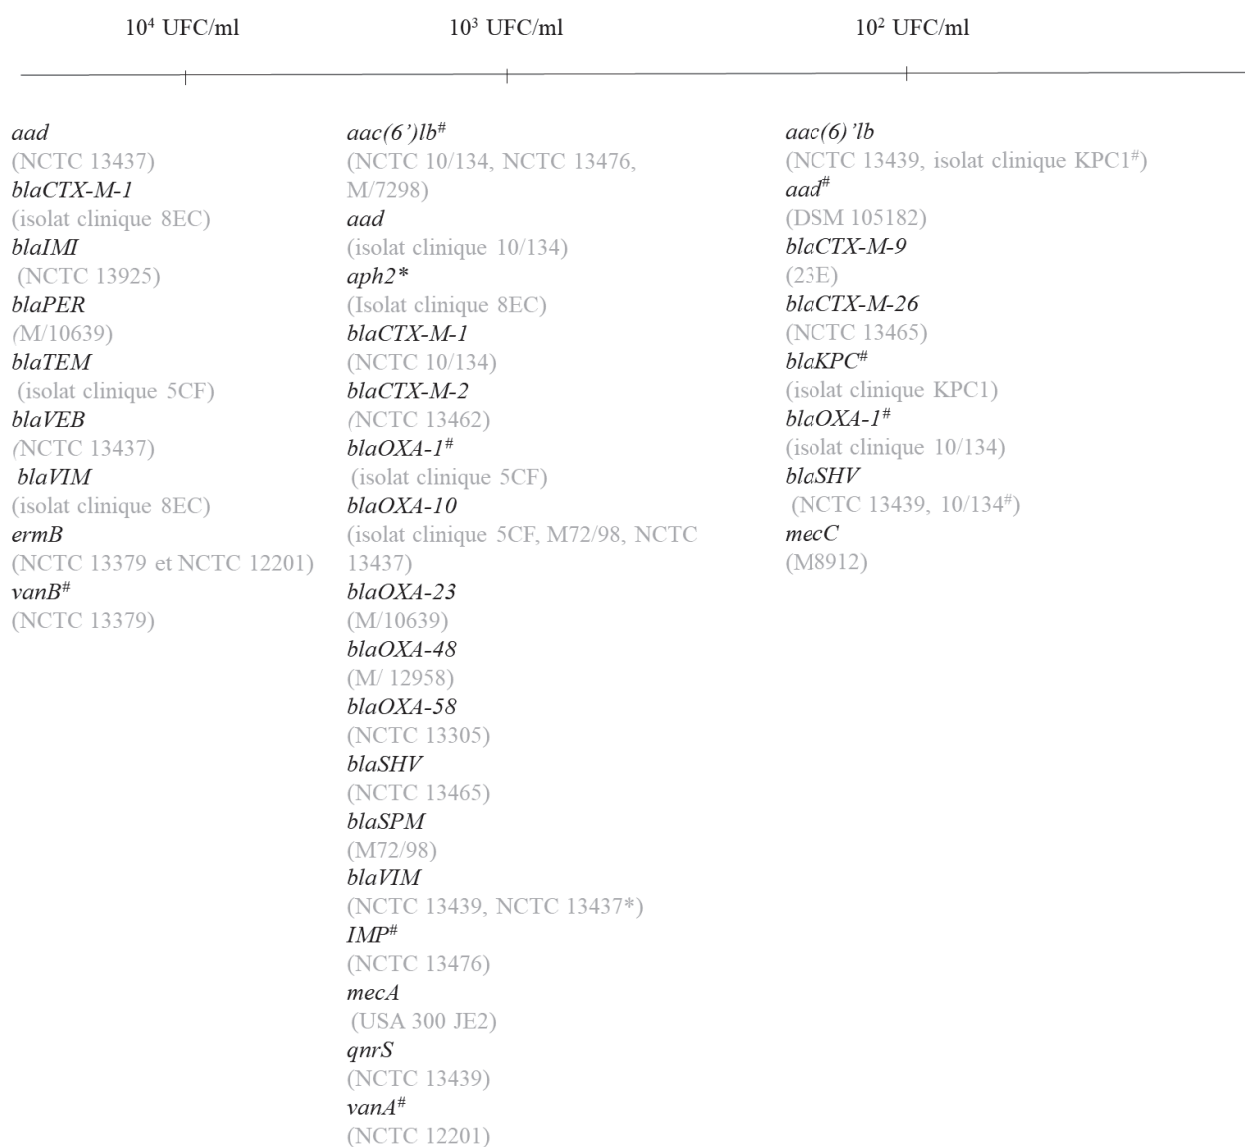 10⁴ UFC/ml
10³ UFC/ml
10² UFC/ml
aad
(NCTC 13437)
blaCTX-M-1
(isolat clinique 8EC)
blaIMI
(NCTC 13925)
blaPER
(M/10639)
blaTEM
(isolat clinique 5CF)
blaVEB
(NCTC 13437)
blaVIM
(isolat clinique 8EC)
ermB
(NCTC 13379 et NCTC 12201)
vanB#
(NCTC 13379)
aac(6’)lb#
(NCTC 10/134, NCTC 13476,
M/7298)
aad
(isolat clinique 10/134)
aph2*
(Isolat clinique 8EC)
blaCTX-M-1
(NCTC 10/134)
blaCTX-M-2
(NCTC 13462)
blaOXA-1#
(isolat clinique 5CF)
blaOXA-10
(isolat clinique 5CF, M72/98, NCTC
13437)
blaOXA-23
(M/10639)
blaOXA-48
(M/ 12958)
blaOXA-58
(NCTC 13305)
blaSHV
(NCTC 13465)
blaSPM
(M72/98)
blaVIM
(NCTC 13439, NCTC 13437*)
IMP#
(NCTC 13476)
mecA
(USA 300 JE2)
qnrS
(NCTC 13439)
vanA#
(NCTC 12201)
aac(6)’lb
(NCTC 13439, isolat clinique KPC1#)
aad#
(DSM 105182)
blaCTX-M-9
(23E)
blaCTX-M-26
(NCTC 13465)
blaKPC#
(isolat clinique KPC1)
blaOXA-1#
(isolat clinique 10/134)
blaSHV
(NCTC 13439, 10/134#)
mecC
(M8912)